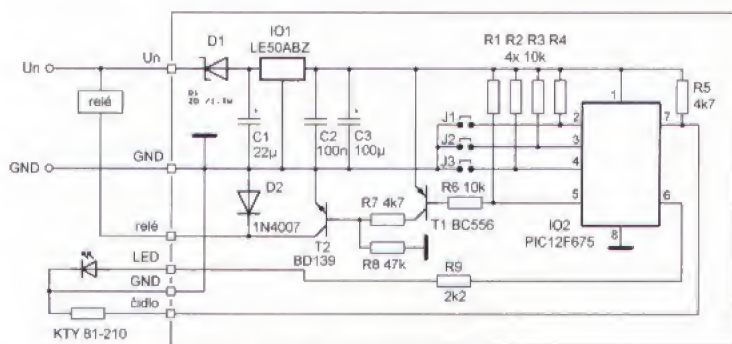 IO1
LE50ABZ
D1
R1 R2 R3 R4
4x 10k
Un
Un
R5
4k7
relé
D1
C1
22µ
C2
100n
C3
100µ
J1
J2
J3
1
2
3
4
5
6
7
8
GND
GND
D2
1N4007
R7 4k7
R6 10k
T1 BC556
IO2
PIC12F675
relé
T2
BD139
R8 47k
LED
GND
R9
2k2
čidlo
KTY 81-210